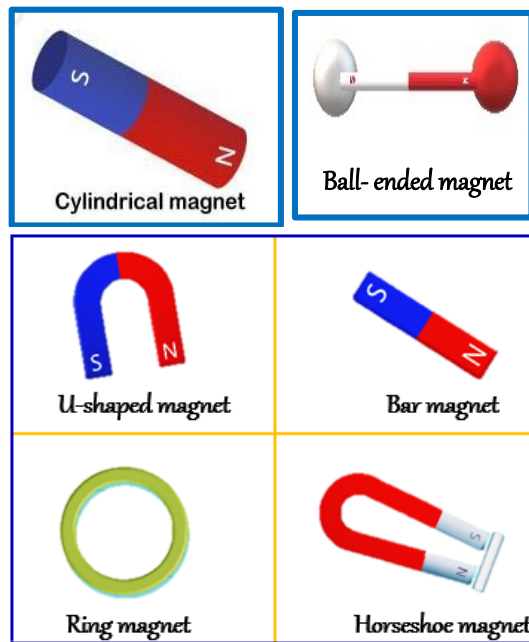 S
N
Cylindrical magnet
Ball- ended magnet
S
N
U-shaped magnet
S
N
Bar magnet
Ring magnet
S
N
Horseshoe magnet